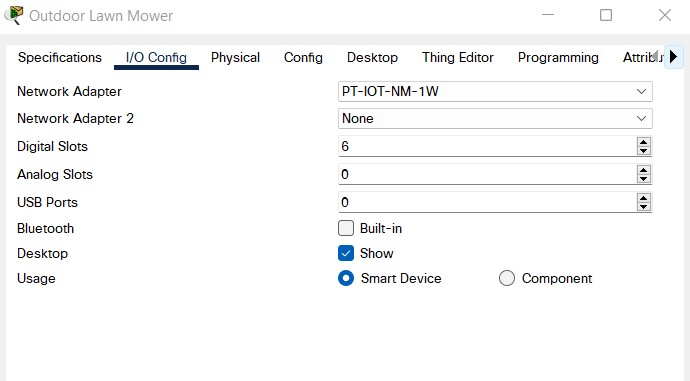 Outdoor Lawn Mower
Specifications I/O Config Physical Config Desktop Thing Editor Programming Attribu
Network Adapter PT-IOT-NM-1W
Network Adapter 2 None
Digital Slots 6
Analog Slots 0
USB Ports 0
Bluetooth Built-in
Desktop Show
Usage Smart Device Component